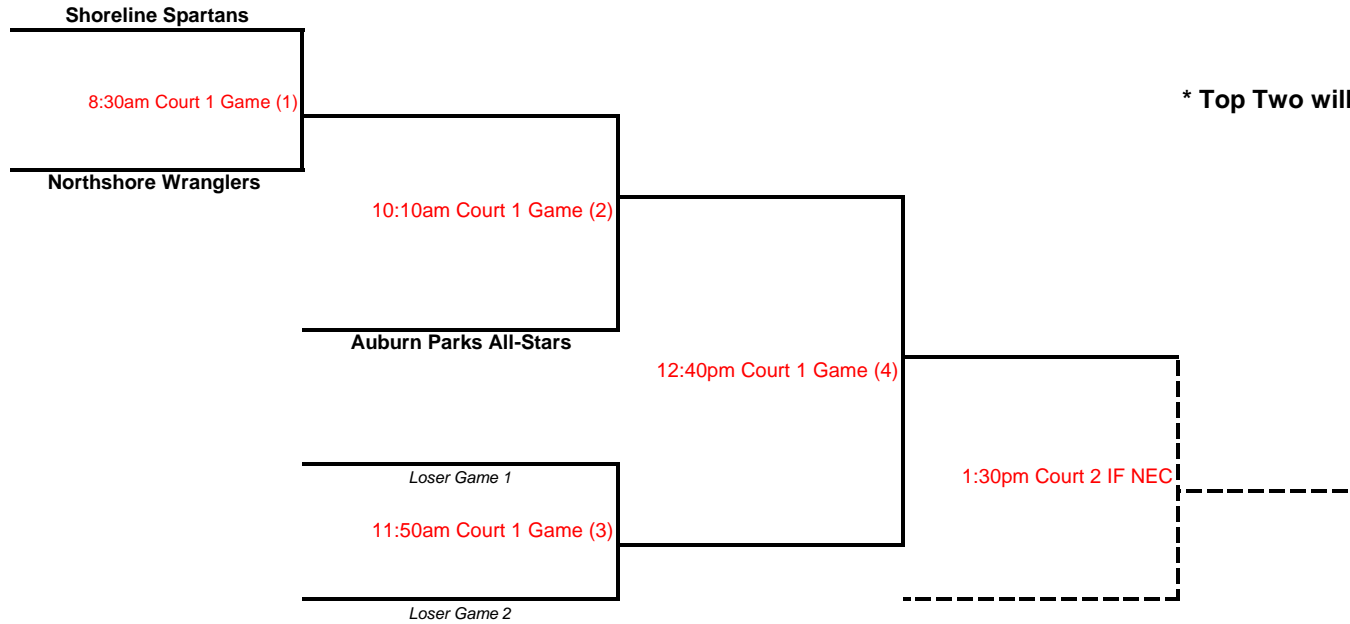 Shoreline Spartans
8:30am Court 1 Game (1)
* Top Two will
Northshore Wranglers
10:10am Court 1 Game (2)
Auburn Parks All-Stars
12:40pm Court 1 Game (4)
Loser Game 1
1:30pm Court 2 IF NEC
11:50am Court 1 Game (3)
Loser Game 2